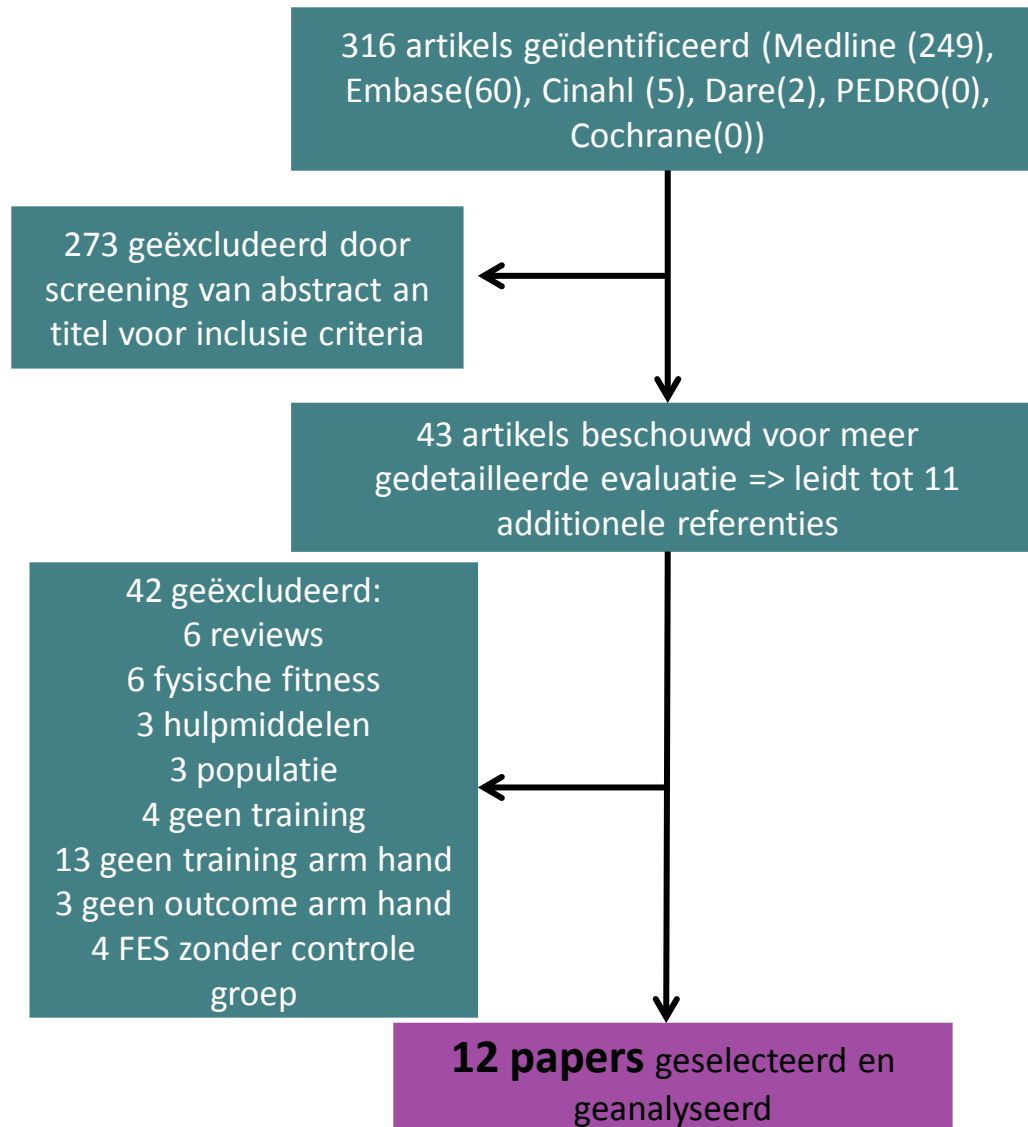 316 artikels geïdentificeerd (Medline (249),
Embase(60), Cinahl (5), Dare(2), PEDRO(0),
Cochrane(0))
273 geëxcludeerd door
screening van abstract an
titel voor inclusie criteria
43 artikels beschouwd voor meer
gedetailleerde evaluatie => leidt tot 11
additionele referenties
42 geëxcludeerd:
6 reviews
6 fysische fitness
3 hulpmiddelen
3 populatie
4 geen training
13 geen training arm hand
3 geen outcome arm hand
4 FES zonder controle
groep
12 papers geselecteerd en
geanalyseerd